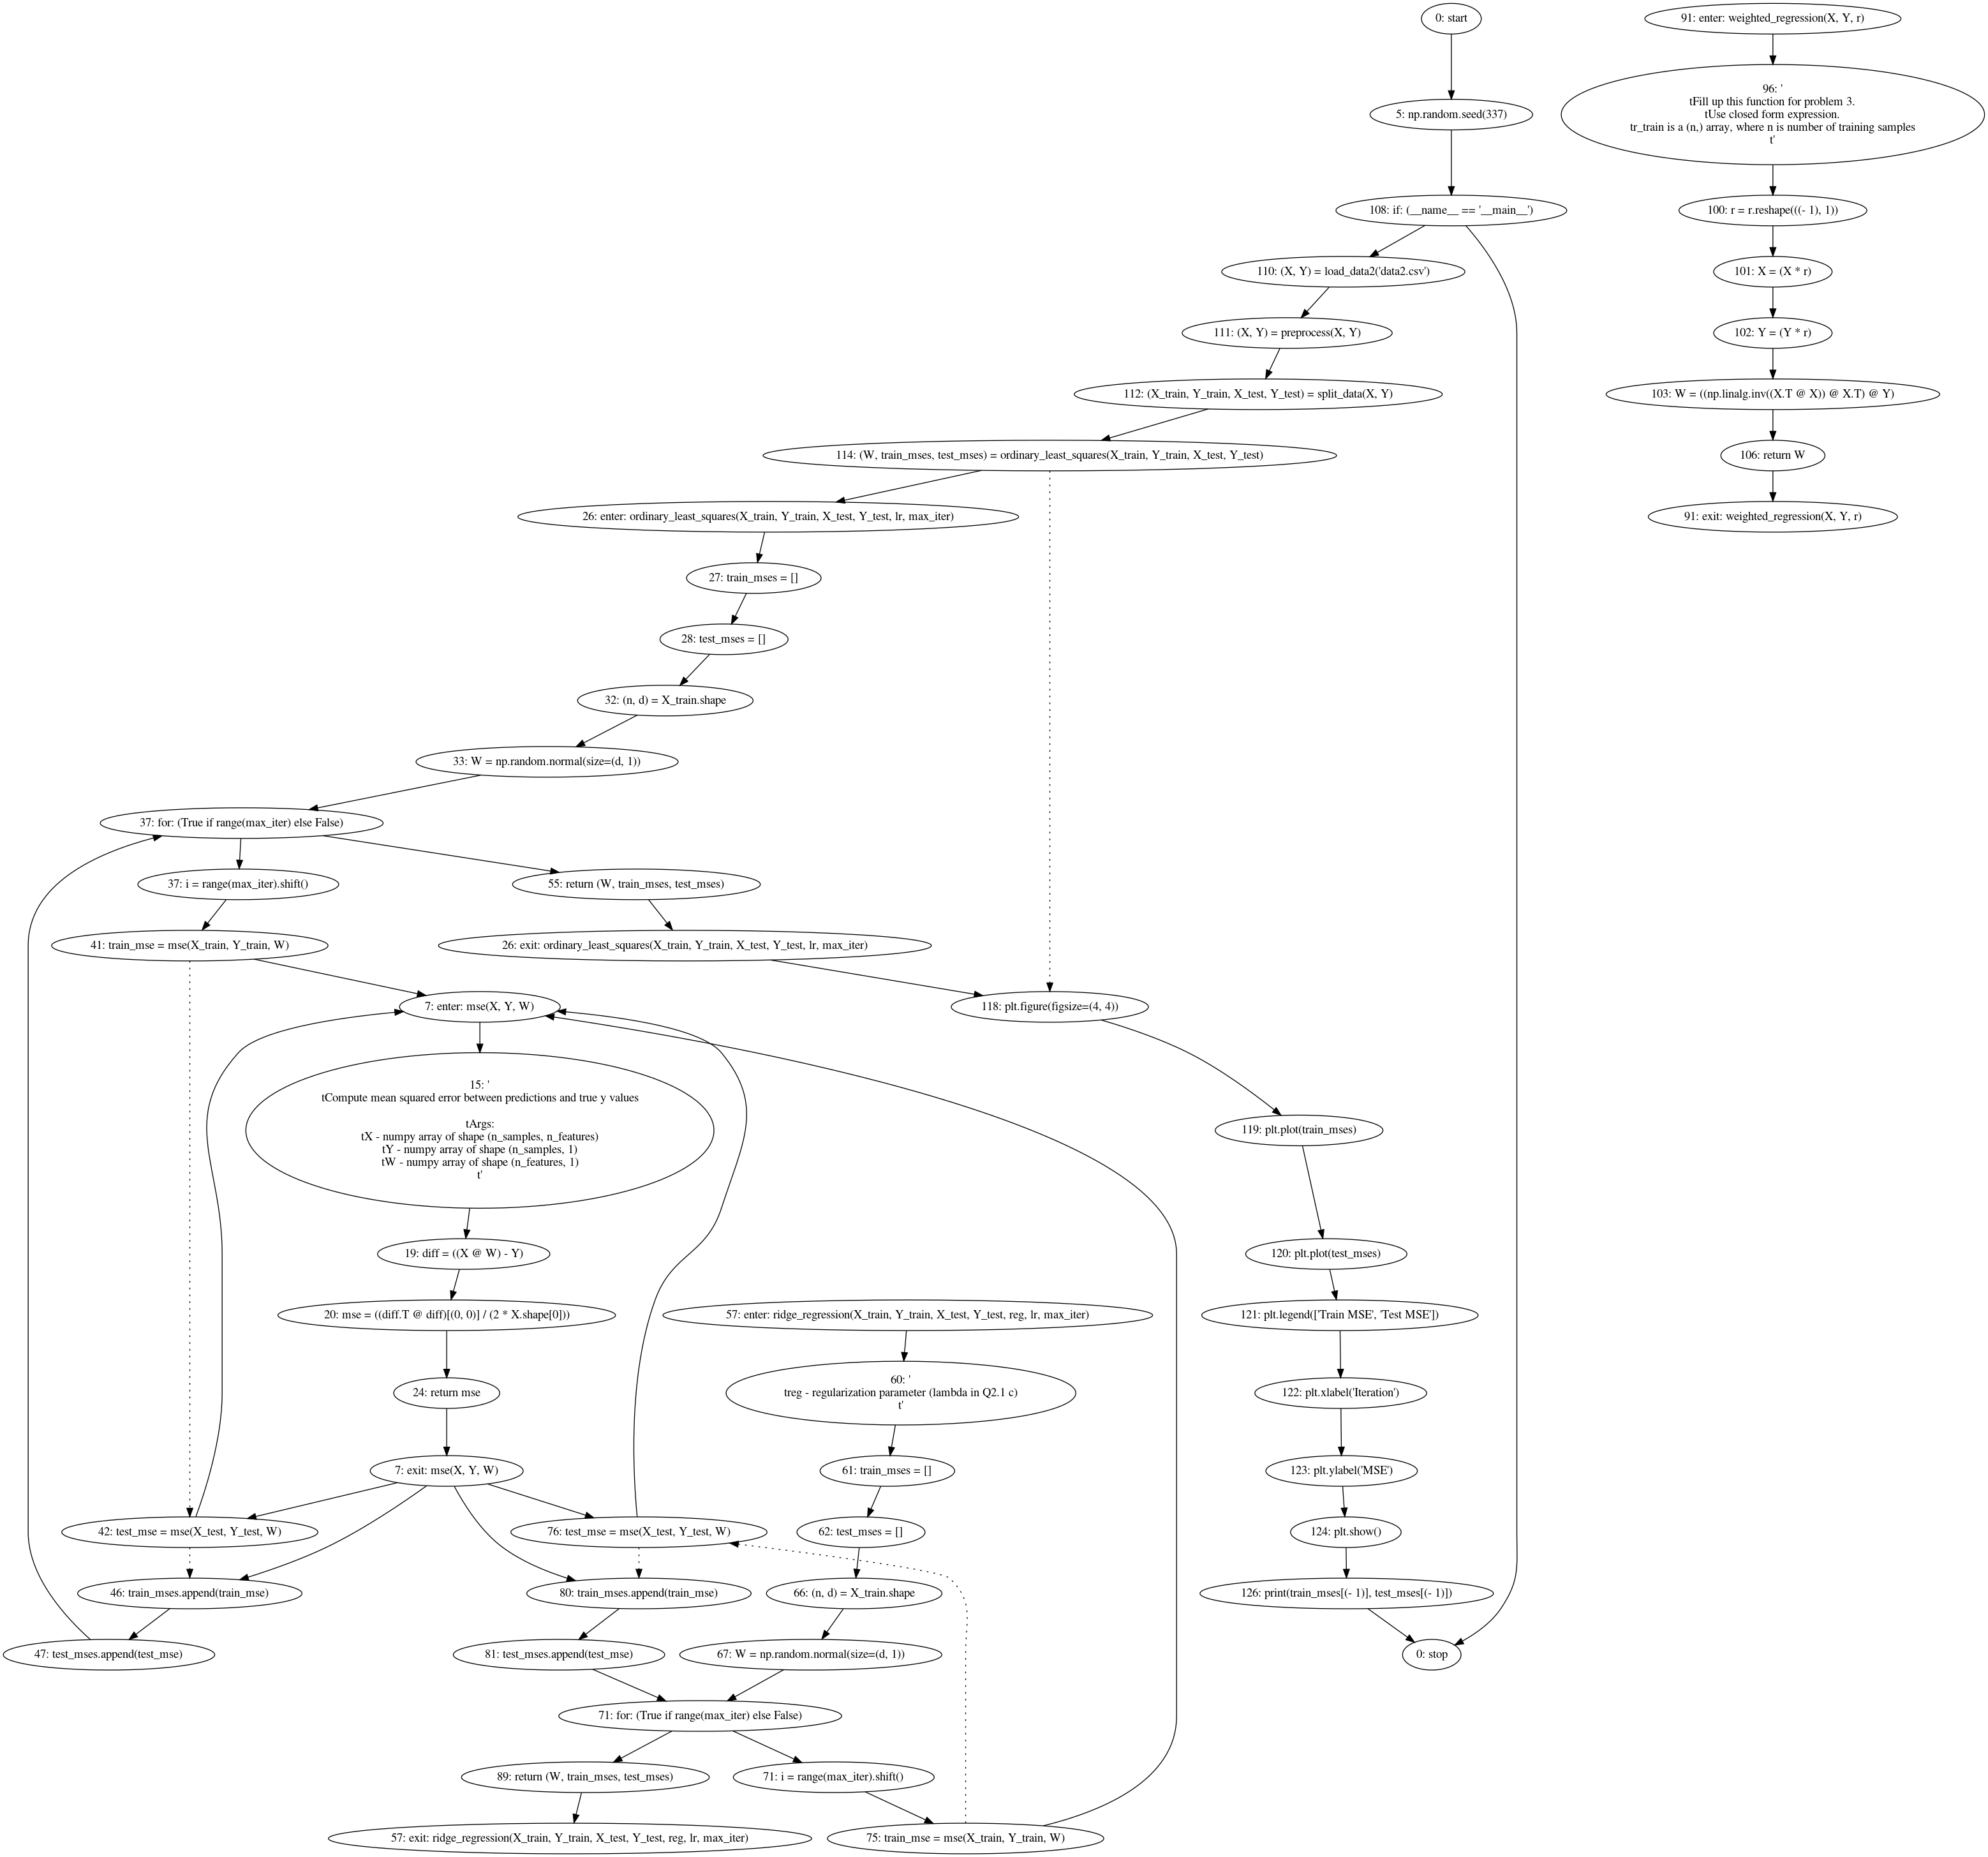 0: start
91: enter: weighted_regression(X, Y, r)
5: np.random.seed(337)
96: '
tFill up this function for problem 3.
tUse closed form expression.
tr_train is a (n,) array, where n is number of training samples
t'
108: if: (__name__ == '__main__')
100: r = r.reshape(((- 1), 1))
110: (X, Y) = load_data2('data2.csv')
101: X = (X * r)
111: (X, Y) = preprocess(X, Y)
102: Y = (Y * r)
112: (X_train, Y_train, X_test, Y_test) = split_data(X, Y)
103: W = ((np.linalg.inv((X.T @ X)) @ X.T) @ Y)
114: (W, train_mses, test_mses) = ordinary_least_squares(X_train, Y_train, X_test, Y_test)
106: return W
26: enter: ordinary_least_squares(X_train, Y_train, X_test, Y_test, lr, max_iter)
91: exit: weighted_regression(X, Y, r)
27: train_mses = []
28: test_mses = []
32: (n, d) = X_train.shape
33: W = np.random.normal(size=(d, 1))
37: for: (True if range(max_iter) else False)
37: i = range(max_iter).shift()
55: return (W, train_mses, test_mses)
41: train_mse = mse(X_train, Y_train, W)
26: exit: ordinary_least_squares(X_train, Y_train, X_test, Y_test, lr, max_iter)
7: enter: mse(X, Y, W)
118: plt.figure(figsize=(4, 4))
15: '
tCompute mean squared error between predictions and true y values
tArgs:
tX - numpy array of shape (n_samples, n_features)
tY - numpy array of shape (n_samples, 1)
tW - numpy array of shape (n_features, 1)
t'
119: plt.plot(train_mses)
19: diff = ((X @ W) - Y)
120: plt.plot(test_mses)
20: mse = ((diff.T @ diff)[(0, 0)] / (2 * X.shape[0]))
57: enter: ridge_regression(X_train, Y_train, X_test, Y_test, reg, lr, max_iter)
121: plt.legend(['Train MSE', 'Test MSE'])
24: return mse
60: '
treg - regularization parameter (lambda in Q2.1 c)
t'
122: plt.xlabel('Iteration')
7: exit: mse(X, Y, W)
61: train_mses = []
123: plt.ylabel('MSE')
42: test_mse = mse(X_test, Y_test, W)
76: test_mse = mse(X_test, Y_test, W)
62: test_mses = []
124: plt.show()
46: train_mses.append(train_mse)
80: train_mses.append(train_mse)
66: (n, d) = X_train.shape
126: print(train_mses[(- 1)], test_mses[(- 1)])
47: test_mses.append(test_mse)
81: test_mses.append(test_mse)
67: W = np.random.normal(size=(d, 1))
0: stop
71: for: (True if range(max_iter) else False)
89: return (W, train_mses, test_mses)
71: i = range(max_iter).shift()
57: exit: ridge_regression(X_train, Y_train, X_test, Y_test, reg, lr, max_iter)
75: train_mse = mse(X_train, Y_train, W)